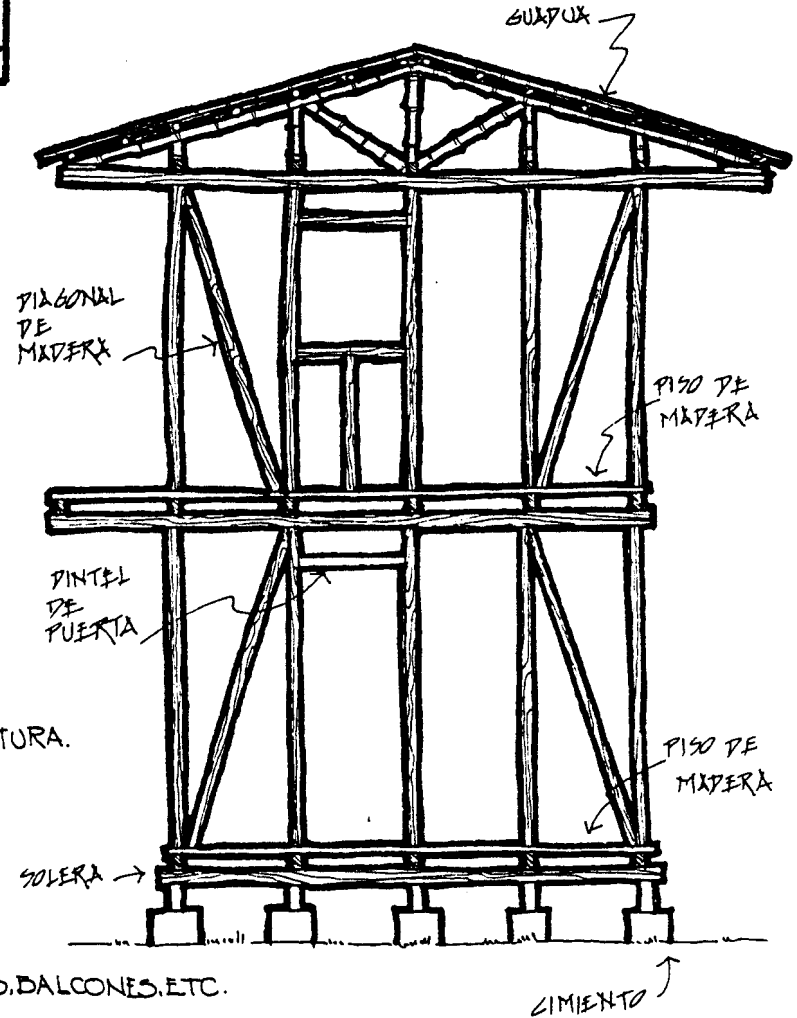 GUADUA
DIAGONAL
DE
MADERA
PISO DE
MADERA
DINTEL
DE
PUERTA
TURA.
PISO DE
MADERA
SOLERA
O, BALCONES, ETC.
CIMIENTO